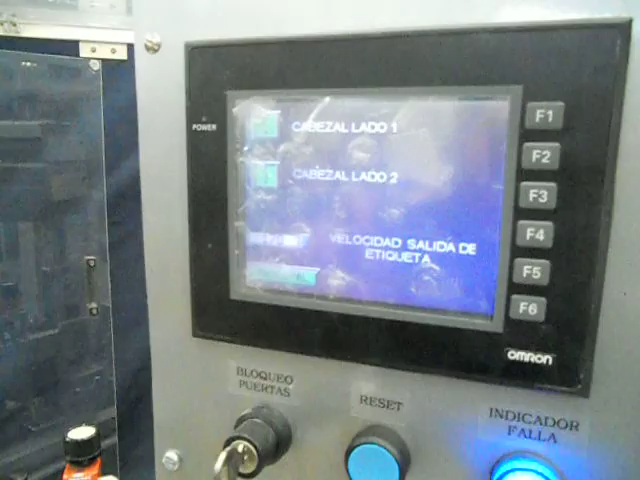 POWER
CABEZAL LADO 1
CABEZAL LADO 2
VELOCIDAD SALIDA DE
ETIQUETA
F1
F2
F3
F4
F5
F6
OMRON
BLOQUEO
PUERTAS
RESET
INDICADOR
FALLA